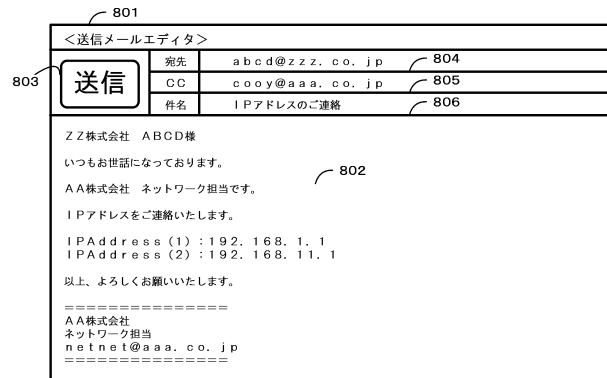 801
＜送信メールエディタ＞
803
送信
宛先 ａｂｃｄ＠ｚｚｚ．ｃｏ．ｊｐ 804
ＣＣ ｃｏｏｙ＠ａａａ．ｃｏ．ｊｐ 805
件名 ＩＰアドレスのご連絡 806
ＺＺ株式会社　ＡＢＣＤ様
いつもお世話になっております。
802
ＡＡ株式会社　ネットワーク担当です。
ＩＰアドレスをご連絡いたします。
ＩＰＡｄｄｒｅｓｓ（１）：１９２．１６８．１．１
ＩＰＡｄｄｒｅｓｓ（２）：１９２．１６８．１１．１
以上、よろしくお願いいたします。
＝＝＝＝＝＝＝＝＝＝＝＝＝＝＝
ＡＡ株式会社
ネットワーク担当
ｎｅｔｎｅｔ＠ａａａ．ｃｏ．ｊｐ
＝＝＝＝＝＝＝＝＝＝＝＝＝＝＝